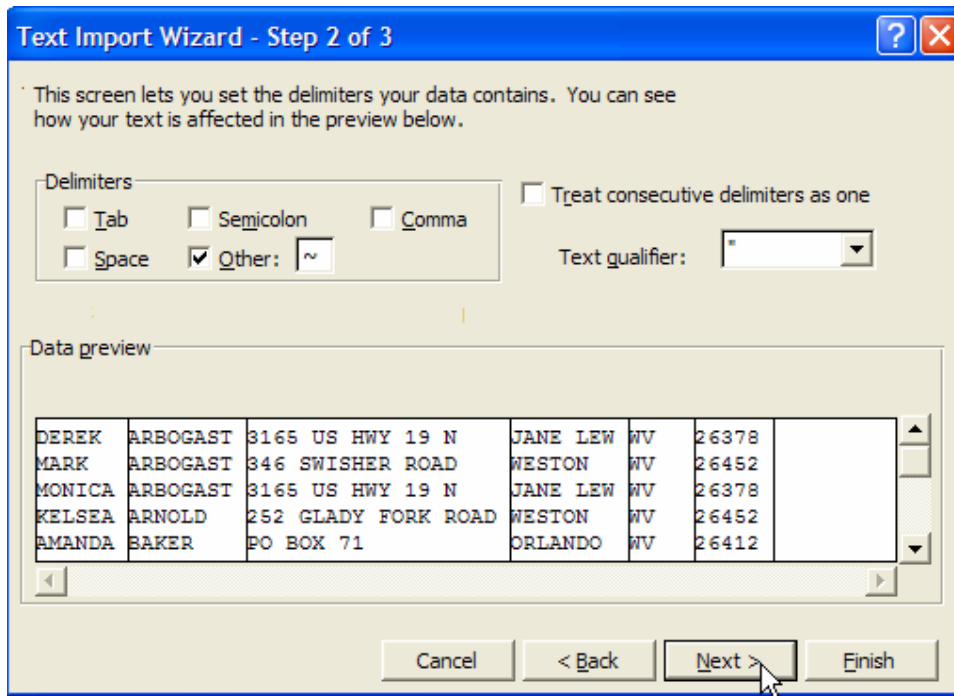 Text Import Wizard - Step 2 of 3
This screen lets you set the delimiters your data contains. You can see
how your text is affected in the preview below.
Delimiters
Tab Semicolon Comma
Space Other: ~
Treat consecutive delimiters as one
Text qualifier: "
Data preview
DEREK ARBOGAST 3165 US HWY 19 N JANE LEW WV 26378
MARK ARBOGAST 346 SWISHER ROAD WESTON WV 26452
MONICA ARBOGAST 3165 US HWY 19 N JANE LEW WV 26378
KELSEA ARNOLD 252 GLADY FORK ROAD WESTON WV 26452
AMANDA BAKER PO BOX 71 ORLANDO WV 26412
Cancel < Back Next > Finish